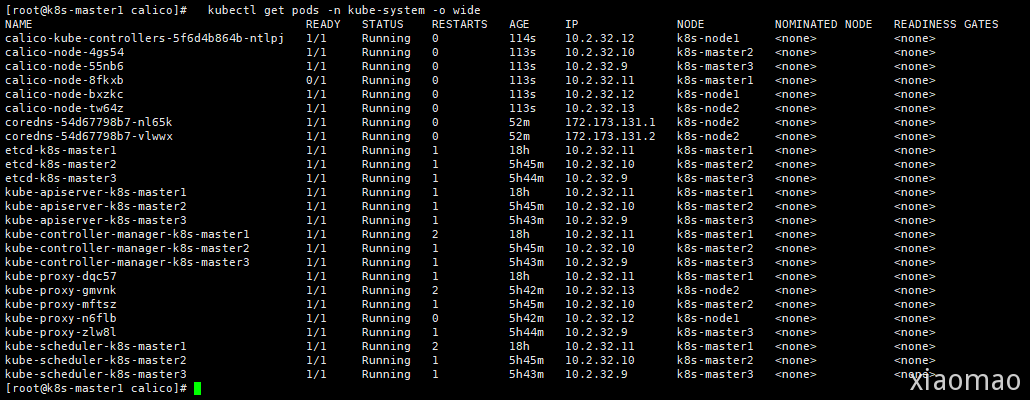 [root@k8s-master1 calico]#   kubectl get pods -n kube-system -o wide
NAME                                       READY   STATUS    RESTARTS   AGE     IP              NODE          NOMINATED NODE   READINESS GATES
calico-kube-controllers-5f6d4b864b-ntlpj   1/1     Running   0          114s    10.2.32.12      k8s-node1     <none>           <none>
calico-node-4gs54                          1/1     Running   0          113s    10.2.32.10      k8s-master2   <none>           <none>
calico-node-55nb6                          1/1     Running   0          113s    10.2.32.9       k8s-master3   <none>           <none>
calico-node-8fkxb                          0/1     Running   0          113s    10.2.32.11      k8s-master1   <none>           <none>
calico-node-bxzkc                          1/1     Running   0          113s    10.2.32.12      k8s-node1     <none>           <none>
calico-node-tw64z                          1/1     Running   0          113s    10.2.32.13      k8s-node2     <none>           <none>
coredns-54d67798b7-nl65k                   1/1     Running   0          52m     172.173.131.1   k8s-node2     <none>           <none>
coredns-54d67798b7-vlwwx                   1/1     Running   0          52m     172.173.131.2   k8s-node2     <none>           <none>
etcd-k8s-master1                           1/1     Running   1          18h     10.2.32.11      k8s-master1   <none>           <none>
etcd-k8s-master2                           1/1     Running   1          5h45m   10.2.32.10      k8s-master2   <none>           <none>
etcd-k8s-master3                           1/1     Running   1          5h44m   10.2.32.9       k8s-master3   <none>           <none>
kube-apiserver-k8s-master1                 1/1     Running   1          18h     10.2.32.11      k8s-master1   <none>           <none>
kube-apiserver-k8s-master2                 1/1     Running   1          5h45m   10.2.32.10      k8s-master2   <none>           <none>
kube-apiserver-k8s-master3                 1/1     Running   1          5h43m   10.2.32.9       k8s-master3   <none>           <none>
kube-controller-manager-k8s-master1        1/1     Running   2          18h     10.2.32.11      k8s-master1   <none>           <none>
kube-controller-manager-k8s-master2        1/1     Running   1          5h45m   10.2.32.10      k8s-master2   <none>           <none>
kube-controller-manager-k8s-master3        1/1     Running   1          5h43m   10.2.32.9       k8s-master3   <none>           <none>
kube-proxy-dqc57                           1/1     Running   1          18h     10.2.32.11      k8s-master1   <none>           <none>
kube-proxy-gmvnk                           1/1     Running   2          5h42m   10.2.32.13      k8s-node2     <none>           <none>
kube-proxy-mftsz                           1/1     Running   1          5h45m   10.2.32.10      k8s-master2   <none>           <none>
kube-proxy-n6flb                           1/1     Running   0          5h42m   10.2.32.12      k8s-node1     <none>           <none>
kube-proxy-zlw8l                           1/1     Running   1          5h44m   10.2.32.9       k8s-master3   <none>           <none>
kube-scheduler-k8s-master1                 1/1     Running   2          18h     10.2.32.11      k8s-master1   <none>           <none>
kube-scheduler-k8s-master2                 1/1     Running   1          5h45m   10.2.32.10      k8s-master2   <none>           <none>
kube-scheduler-k8s-master3                 1/1     Running   1          5h43m   10.2.32.9       k8s-master3   <none>           <none>
[root@k8s-master1 calico]#
xiaomao